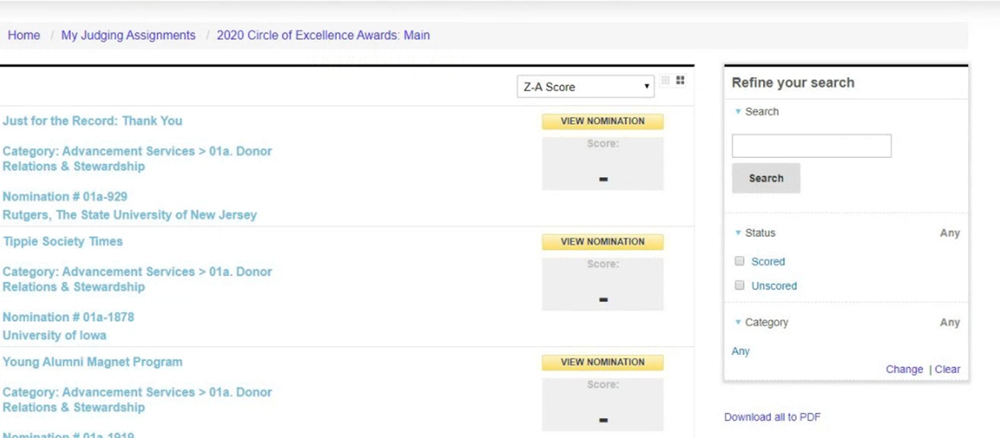 Home / My Judging Assignments / 2020 Circle of Excellence Awards: Main
Z-A Score
Just for the Record: Thank You
VIEW NOMINATION
Category: Advancement Services > 01a. Donor
Relations & Stewardship
Score:
-
Nomination # 01a-929
Rutgers, The State University of New Jersey
Tippie Society Times
VIEW NOMINATION
Category: Advancement Services > 01a. Donor
Relations & Stewardship
Score:
-
Nomination # 01a-1878
University of Iowa
Young Alumni Magnet Program
VIEW NOMINATION
Category: Advancement Services > 01a. Donor
Relations & Stewardship
Score:
-
Nomination # 01a-1919
Refine your search
Search
Search
Status Any
Scored
Unscored
Category Any
Any
Change | Clear
Download all to PDF